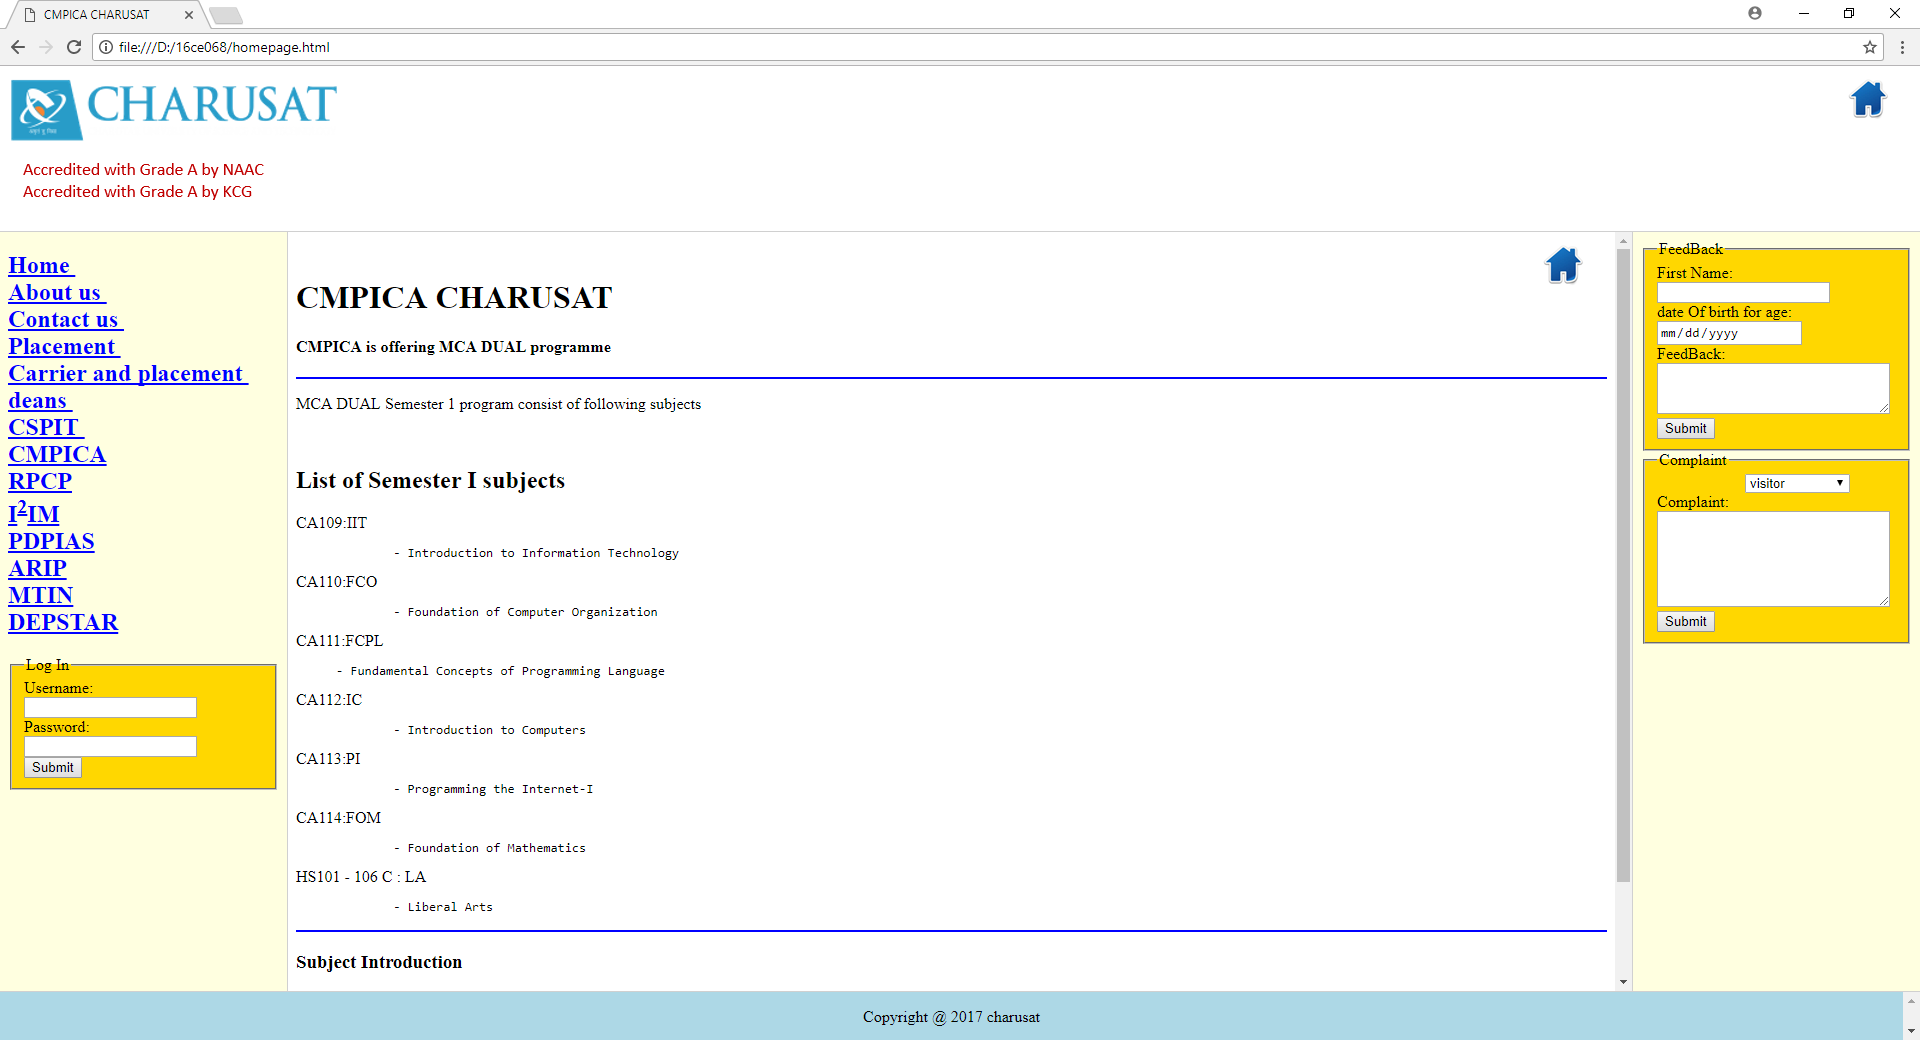 CMPICA CHARUSAT
file:///D:/16ce068/homepage.html
CHARUSAT
Accredited with Grade A by NAAC
Accredited with Grade A by KCG
Home
About us
Contact us
Placement
Carrier and placement
deans
CSPIT
CMPICA
RPCP
I²IM
PDPIAS
ARIP
MTIN
DEPSTAR
Log In
Username:
Password:
Submit
CMPICA CHARUSAT
CMPICA is offering MCA DUAL programme
MCA DUAL Semester 1 program consist of following subjects
List of Semester I subjects
CA109:IIT
- Introduction to Information Technology
CA110:FCO
- Foundation of Computer Organization
CA111:FCPL
- Fundamental Concepts of Programming Language
CA112:IC
- Introduction to Computers
CA113:PI
- Programming the Internet-I
CA114:FOM
- Foundation of Mathematics
HS101 - 106 C : LA
- Liberal Arts
Subject Introduction
FeedBack
First Name:
date Of birth for age:
mm/dd/yyyy
FeedBack:
Submit
Complaint
visitor
Complaint:
Submit
Copyright @ 2017 charusat